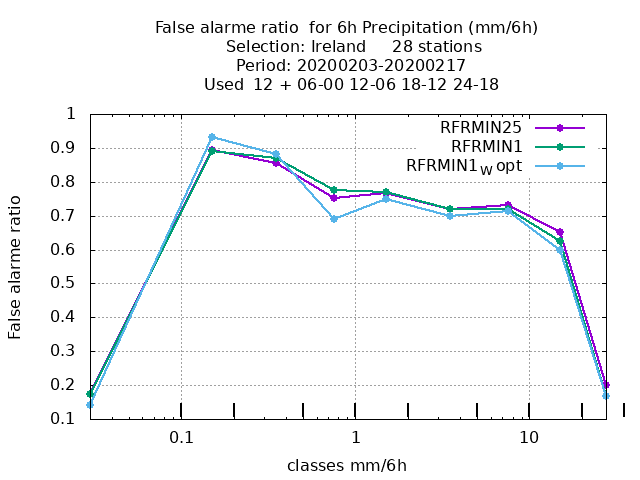 False alarme ratio  for 6h Precipitation (mm/6h)
Selection: Ireland     28 stations
Period: 20200203-20200217
Used  12 + 06-00 12-06 18-12 24-18
RFRMIN25
RFRMIN1
RFRMIN1w opt
False alarme ratio
1
0.9
0.8
0.7
0.6
0.5
0.4
0.3
0.2
0.1
0.1 1 10
classes mm/6h